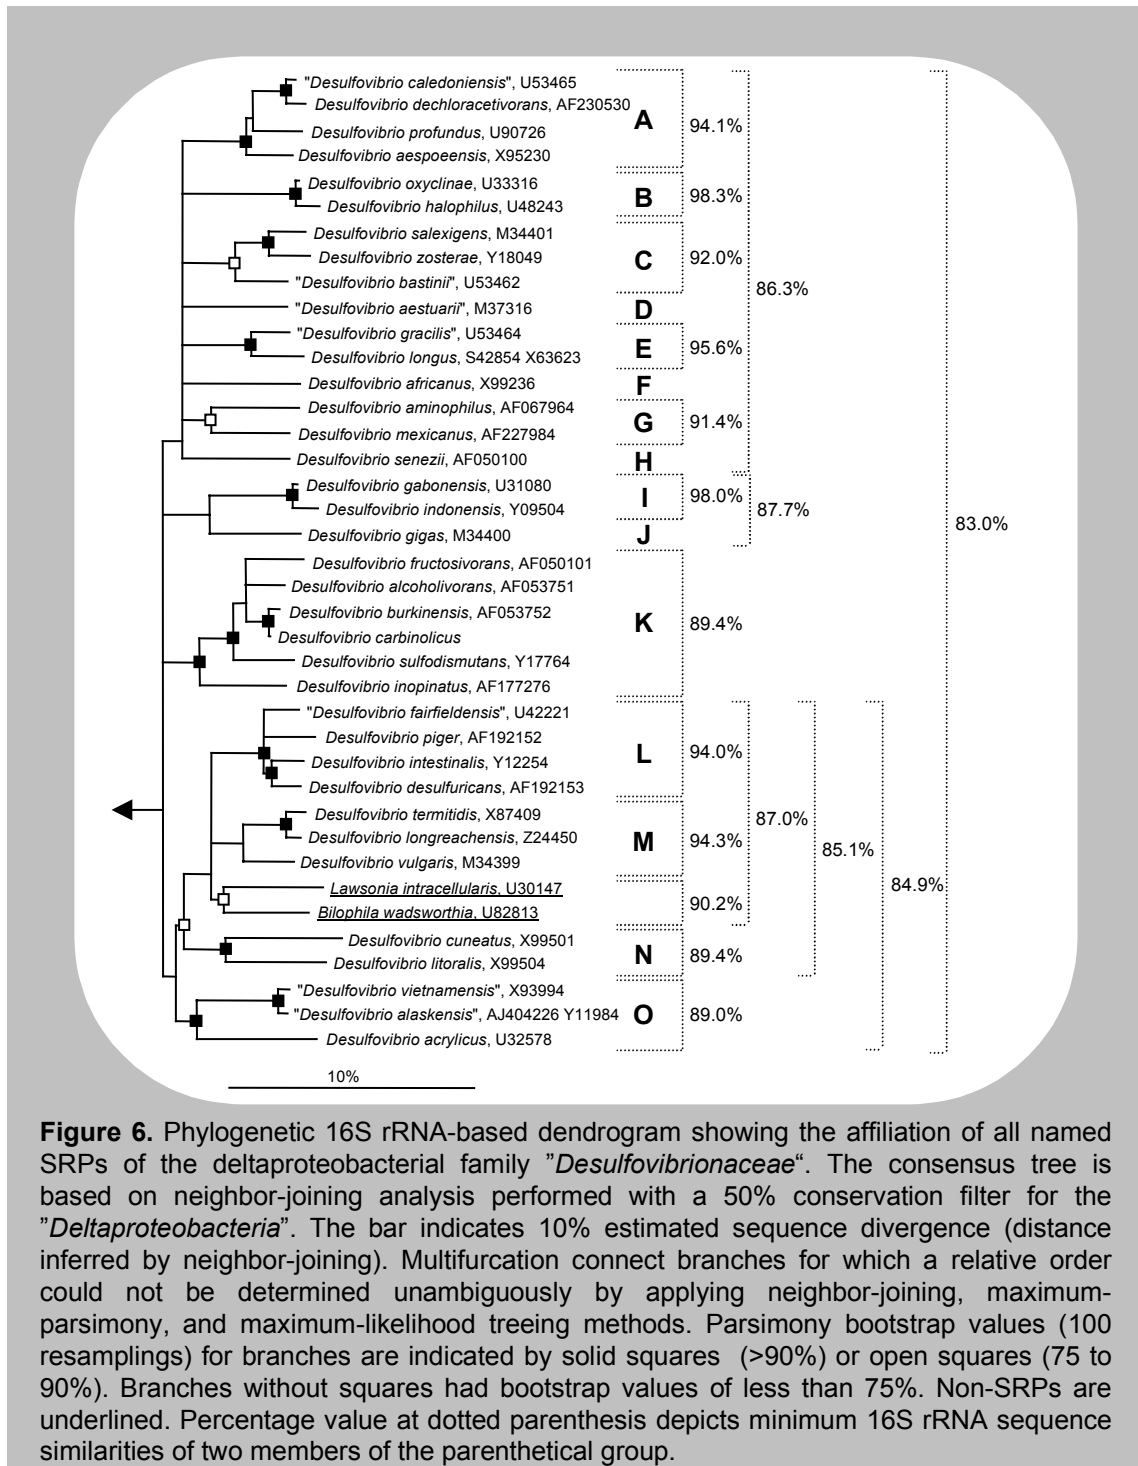 "Desulfovibrio caledoniensis", U53465
Desulfovibrio dechloracetivorans, AF230530
A
94.1%
Desulfovibrio profundus, U90726
Desulfovibrio aespoeensis, X95230
Desulfovibrio oxyclinae, U33316
B
98.3%
Desulfovibrio halophilus, U48243
Desulfovibrio salexigens, M34401
Desulfovibrio zosterae, Y18049
C
92.0%
"Desulfovibrio bastinii", U53462
86.3%
"Desulfovibrio aestuarii", M37316
D
"Desulfovibrio gracilis", U53464
E
95.6%
Desulfovibrio longus, S42854 X63623
Desulfovibrio africanus, X99236
F
Desulfovibrio aminophilus, AF067964
G
91.4%
Desulfovibrio mexicanus, AF227984
Desulfovibrio senezii, AF050100
H
Desulfovibrio gabonensis, U31080
I
98.0%
87.7%
Desulfovibrio indonensis, Y09504
83.0%
Desulfovibrio gigas, M34400
J
Desulfovibrio fructosivorans, AF050101
Desulfovibrio alcoholivorans, AF053751
Desulfovibrio burkinensis, AF053752
K
89.4%
Desulfovibrio carbinolicus
Desulfovibrio sulfodismutans, Y17764
Desulfovibrio inopinatus, AF177276
"Desulfovibrio fairfieldensis", U42221
Desulfovibrio piger, AF192152
L
94.0%
Desulfovibrio intestinalis, Y12254
Desulfovibrio desulfuricans, AF192153
Desulfovibrio termitidis, X87409
87.0%
Desulfovibrio longreachensis, Z24450
M
94.3%
85.1%
Desulfovibrio vulgaris, M34399
Lawsonia intracellularis, U30147
84.9%
90.2%
Bilophila wadsworthia, U82813
Desulfovibrio cuneatus, X99501
N
89.4%
Desulfovibrio litoralis, X99504
"Desulfovibrio vietnamensis", X93994
"Desulfovibrio alaskensis", AJ404226 Y11984
O
89.0%
Desulfovibrio acrylicus, U32578
10%
Figure 6. Phylogenetic 16S rRNA-based dendrogram showing the affiliation of all named
SRPs of the deltaproteobacterial family ”Desulfovibrionaceae“. The consensus tree is
based on neighbor-joining analysis performed with a 50% conservation filter for the
”Deltaproteobacteria”. The bar indicates 10% estimated sequence divergence (distance
inferred by neighbor-joining). Multifurcation connect branches for which a relative order
could not be determined unambiguously by applying neighbor-joining, maximum-
parsimony, and maximum-likelihood treeing methods. Parsimony bootstrap values (100
resamplings) for branches are indicated by solid squares (>90%) or open squares (75 to
90%). Branches without squares had bootstrap values of less than 75%. Non-SRPs are
underlined. Percentage value at dotted parenthesis depicts minimum 16S rRNA sequence
similarities of two members of the parenthetical group.